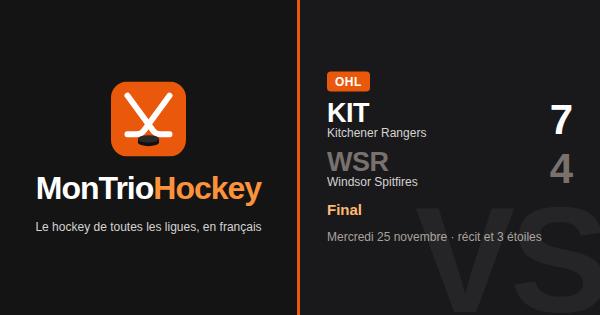 MonTrioHockey
Le hockey de toutes les ligues, en français
OHL
KIT 7
Kitchener Rangers
WSR 4
Windsor Spitfires
Final
Mercredi 25 novembre · récit et 3 étoiles
VS